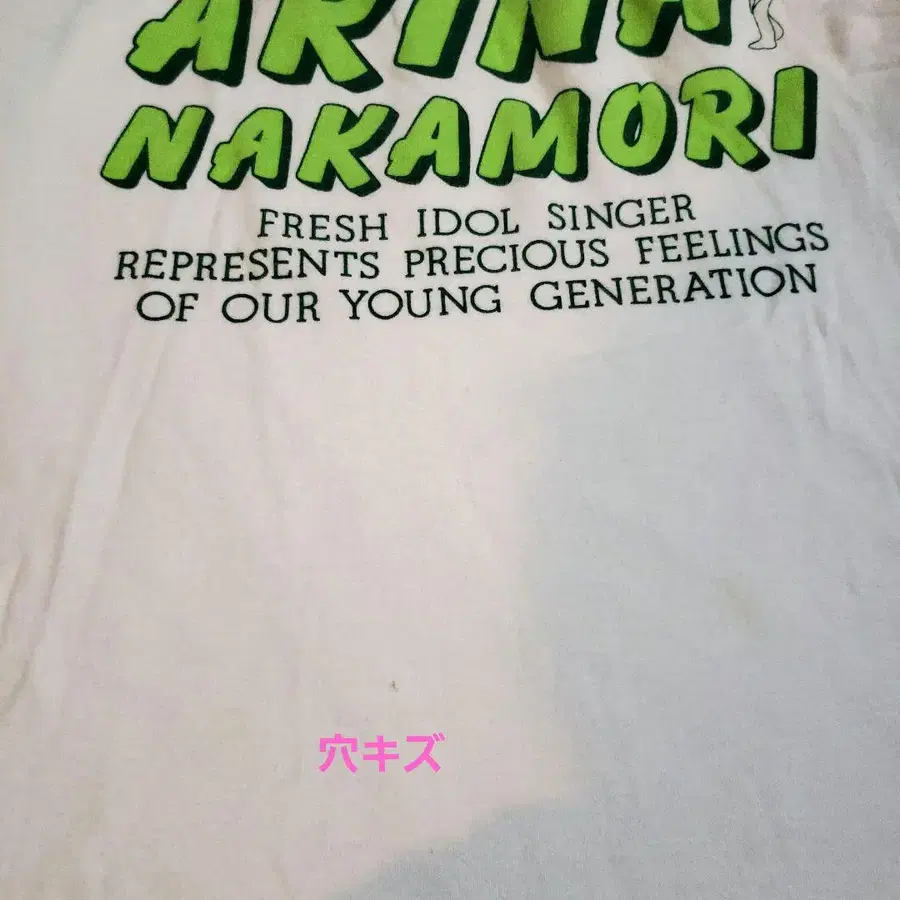 AKINA
NAKAMORI
FRESH IDOL SINGER
REPRESENTS PRECIOUS FEELINGS
OF OUR YOUNG GENERATION
穴キズ